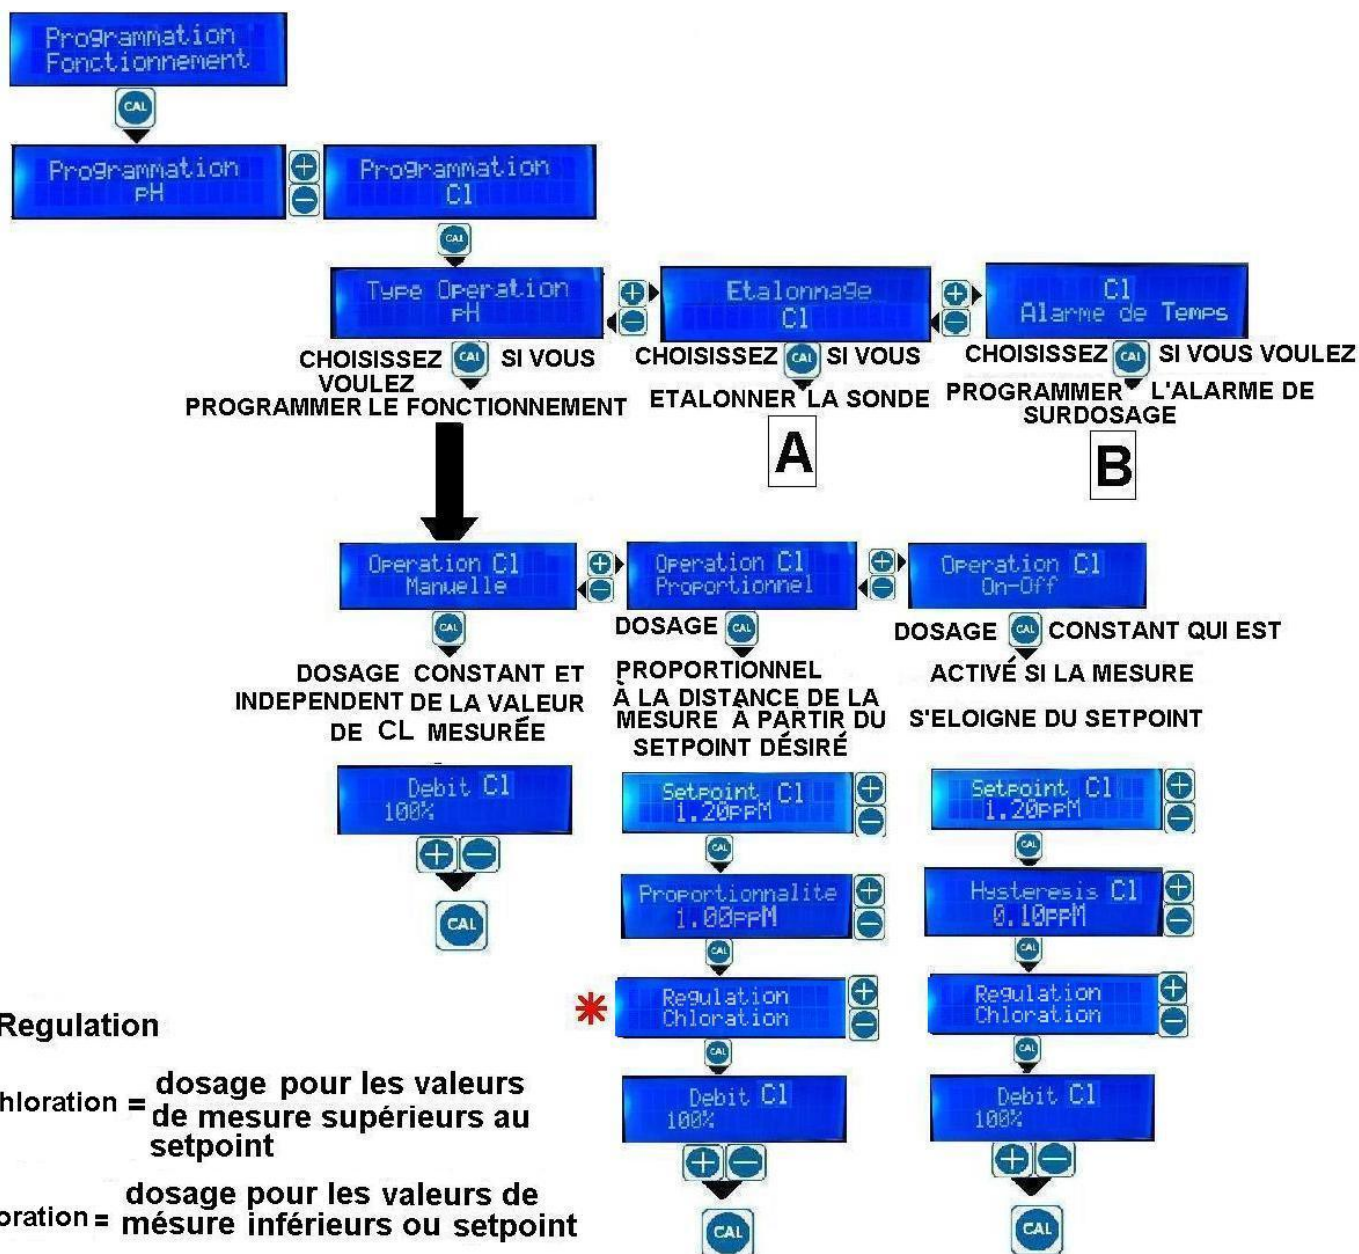 Programmation
Fonctionnement
CAL
Programmation
pH
+
−
Programmation
Cl
CAL
Type Operation
pH
+
−
Etalonnage
Cl
+
−
Cl
Alarme de Temps
CHOISISSEZ CAL SI VOUS
VOULEZ
PROGRAMMER LE FONCTIONNEMENT
CHOISISSEZ CAL SI VOUS
ETALONNER LA SONDE
A
CHOISISSEZ CAL SI VOUS VOULEZ
PROGRAMMER L'ALARME DE
SURDOSAGE
B
Operation Cl
Manuelle
+
−
Operation Cl
Proportionnel
+
−
Operation Cl
On-Off
CAL
DOSAGE CONSTANT ET
INDEPENDENT DE LA VALEUR
DE CL MESURÉE
DOSAGE CAL
PROPORTIONNEL
À LA DISTANCE DE LA
MESURE À PARTIR DU
SETPOINT DÉSIRÉ
DOSAGE CAL CONSTANT QUI EST
ACTIVÉ SI LA MESURE
S'ELOIGNE DU SETPOINT
Debit Cl
100%
+ −
CAL
Setpoint Cl
1.20ppM
+
−
CAL
Proportionnalite
1.00ppM
+
−
CAL
* Regulation
Chloration
+
−
CAL
Debit Cl
100%
+ −
CAL
Setpoint Cl
1.20ppM
+
−
CAL
Hysteresis Cl
0.10ppM
+
−
CAL
Regulation
Chloration
+
−
CAL
Debit Cl
100%
+ −
CAL
Regulation
hloration = dosage pour les valeurs
de mesure supérieurs au
setpoint
oration = dosage pour les valeurs de
mésure inférieurs ou setpoint